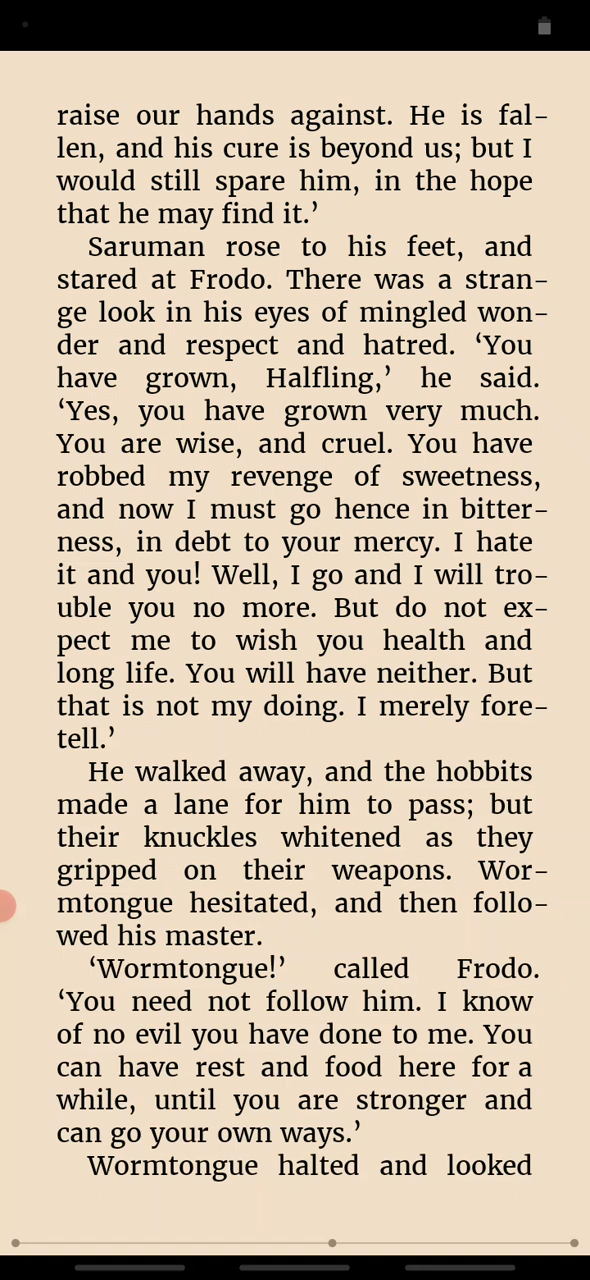 raise our hands against. He is fal-
len, and his cure is beyond us; but I
would still spare him, in the hope
that he may find it.’
Saruman rose to his feet, and
stared at Frodo. There was a stran-
ge look in his eyes of mingled won-
der and respect and hatred. ‘You
have grown, Halfling,’ he said.
‘Yes, you have grown very much.
You are wise, and cruel. You have
robbed my revenge of sweetness,
and now I must go hence in bitter-
ness, in debt to your mercy. I hate
it and you! Well, I go and I will tro-
uble you no more. But do not ex-
pect me to wish you health and
long life. You will have neither. But
that is not my doing. I merely fore-
tell.’
He walked away, and the hobbits
made a lane for him to pass; but
their knuckles whitened as they
gripped on their weapons. Wor-
mtongue hesitated, and then follo-
wed his master.
‘Wormtongue!’ called Frodo.
‘You need not follow him. I know
of no evil you have done to me. You
can have rest and food here for a
while, until you are stronger and
can go your own ways.’
Wormtongue halted and looked